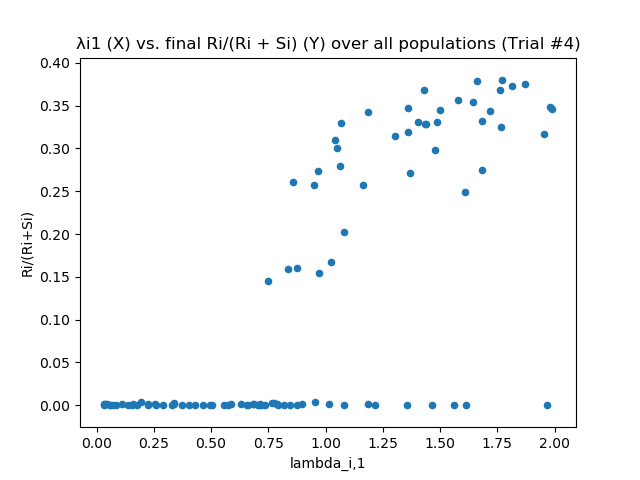 λi1 (X) vs. final Ri/(Ri + Si) (Y) over all populations (Trial #4)
0.40
0.35
0.30
0.25
0.20
0.15
0.10
0.05
0.00
Ri/(Ri+Si)
0.00 0.25 0.50 0.75 1.00 1.25 1.50 1.75 2.00
lambda_i,1